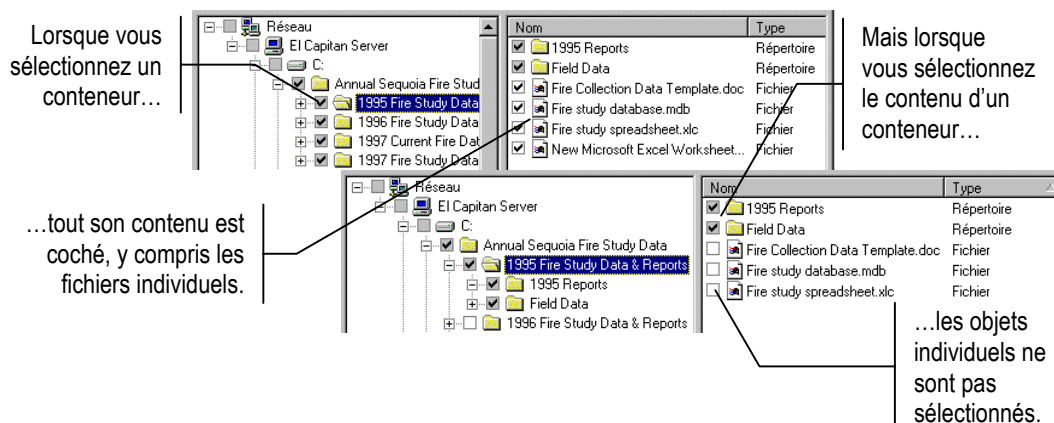 Lorsque vous
sélectionnez un
conteneur…
Réseau
El Capitan Server
C:
Annual Sequoia Fire Stud
1995 Fire Study Data
1996 Fire Study Data
1997 Current Fire Dat
1997 Fire Study Data
Nom Type
1995 Reports Répertoire
Field Data Répertoire
Fire Collection Data Template.doc Fichier
Fire study database.mdb Fichier
Fire study spreadsheet.xlc Fichier
New Microsoft Excel Worksheet... Fichier
Mais lorsque
vous sélectionnez
le contenu d'un
conteneur…
…tout son contenu est
coché, y compris les
fichiers individuels.
Réseau
El Capitan Server
C:
Annual Sequoia Fire Study Data
1995 Fire Study Data & Reports
1995 Reports
Field Data
1996 Fire Study Data & Reports
Nom Type
1995 Reports Répertoire
Field Data Répertoire
Fire Collection Data Template.doc Fichier
Fire study database.mdb Fichier
Fire study spreadsheet.xlc Fichier
…les objets
individuels ne
sont pas
sélectionnés.